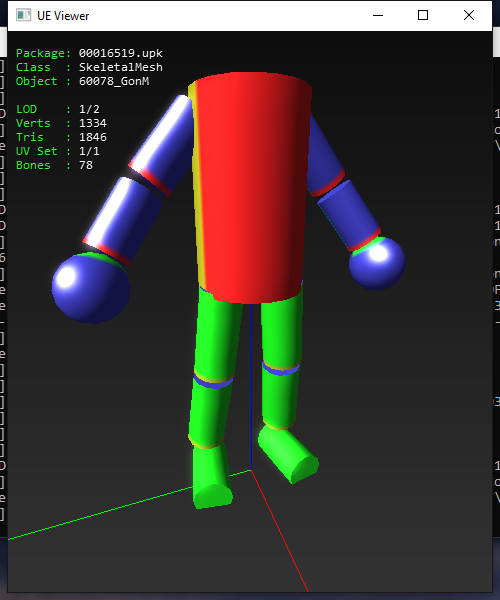 UE Viewer
Package: 00016519.upk
Class  : SkeletalMesh
Object : 60078_GonM
LOD    : 1/2
Verts  : 1334
Tris   : 1846
UV Set : 1/1
Bones  : 78